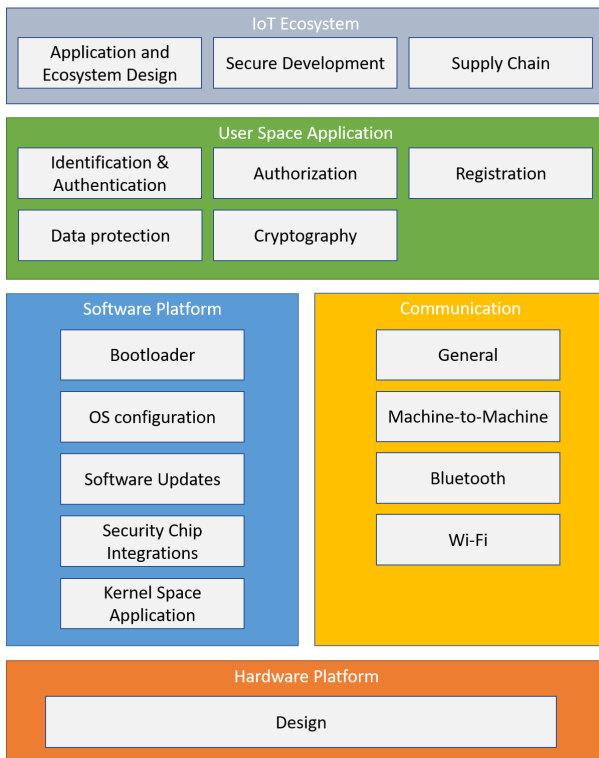 IoT Ecosystem
Application and
Ecosystem Design
Secure Development
Supply Chain
User Space Application
Identification &
Authentication
Authorization
Registration
Data protection
Cryptography
Software Platform
Bootloader
OS configuration
Software Updates
Security Chip
Integrations
Kernel Space
Application
Communication
General
Machine-to-Machine
Bluetooth
Wi-Fi
Hardware Platform
Design